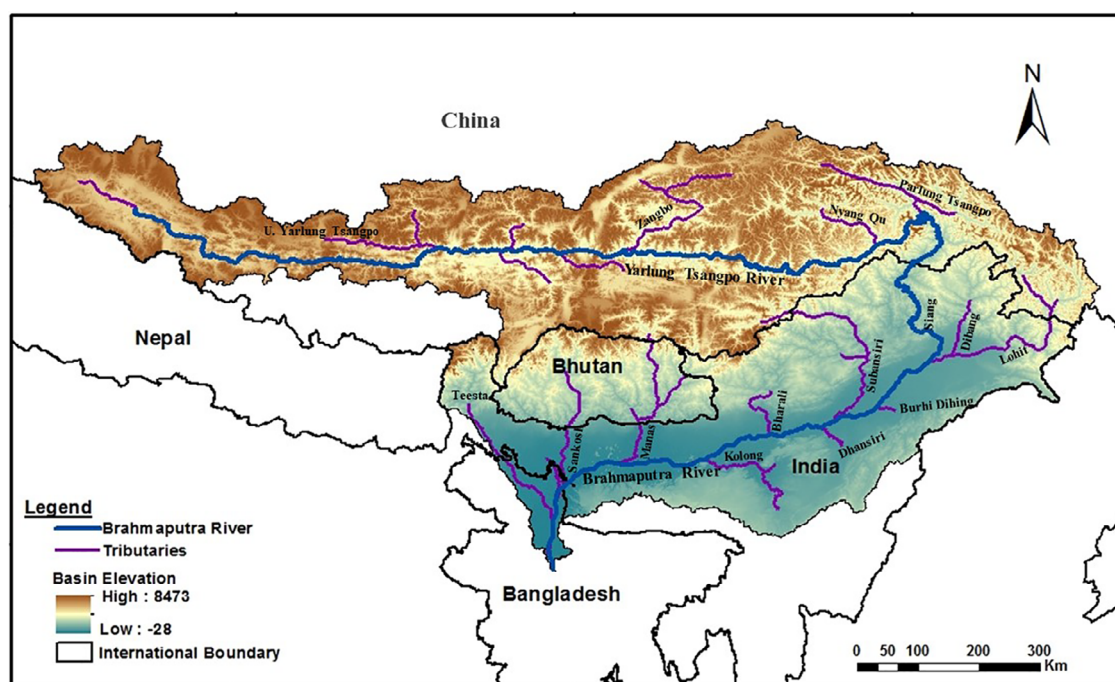 China
N
Parlung Tsangpo
Nyang Qu
Zangbo
U. Yarlung Tsangpo
Yarlung Tsangpo River
Siang
Dibang
Lohit
Nepal
Bhutan
Subansiri
Teesta
Burhi Dihing
Bharali
Dhansiri
Sankosh
Manas
Kolong
India
Brahmaputra River
Bangladesh
Legend
Brahmaputra River
Tributaries
Basin Elevation
High : 8473
Low : -28
International Boundary
0 50 100 200 300
Km